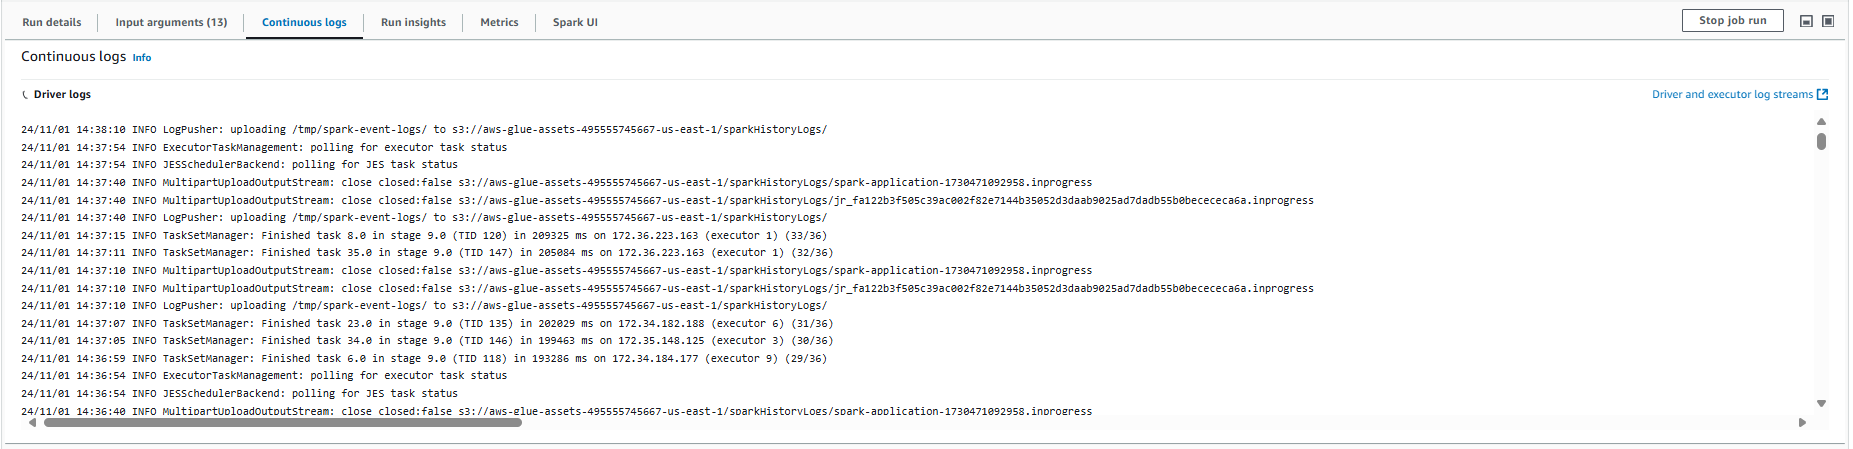 Run details
Input arguments (13)
Continuous logs
Run insights
Metrics
Spark UI
Stop job run
Continuous logs Info
Driver logs
Driver and executor log streams
24/11/01 14:38:10 INFO LogPusher: uploading /tmp/spark-event-logs/ to s3://aws-glue-assets-495555745667-us-east-1/sparkHistoryLogs/
24/11/01 14:37:54 INFO ExecutorTaskManagement: polling for executor task status
24/11/01 14:37:54 INFO JESSchedulerBackend: polling for JES task status
24/11/01 14:37:40 INFO MultipartUploadOutputStream: close closed:false s3://aws-glue-assets-495555745667-us-east-1/sparkHistoryLogs/spark-application-1730471092958.inprogress
24/11/01 14:37:40 INFO MultipartUploadOutputStream: close closed:false s3://aws-glue-assets-495555745667-us-east-1/sparkHistoryLogs/jr_fa122b3f505c39ac002f82e7144b35052d3daab9025ad7dadb55b0becececa6a.inprogress
24/11/01 14:37:40 INFO LogPusher: uploading /tmp/spark-event-logs/ to s3://aws-glue-assets-495555745667-us-east-1/sparkHistoryLogs/
24/11/01 14:37:15 INFO TaskSetManager: Finished task 8.0 in stage 9.0 (TID 120) in 209325 ms on 172.36.223.163 (executor 1) (33/36)
24/11/01 14:37:11 INFO TaskSetManager: Finished task 35.0 in stage 9.0 (TID 147) in 205084 ms on 172.36.223.163 (executor 1) (32/36)
24/11/01 14:37:10 INFO MultipartUploadOutputStream: close closed:false s3://aws-glue-assets-495555745667-us-east-1/sparkHistoryLogs/spark-application-1730471092958.inprogress
24/11/01 14:37:10 INFO MultipartUploadOutputStream: close closed:false s3://aws-glue-assets-495555745667-us-east-1/sparkHistoryLogs/jr_fa122b3f505c39ac002f82e7144b35052d3daab9025ad7dadb55b0becececa6a.inprogress
24/11/01 14:37:10 INFO LogPusher: uploading /tmp/spark-event-logs/ to s3://aws-glue-assets-495555745667-us-east-1/sparkHistoryLogs/
24/11/01 14:37:07 INFO TaskSetManager: Finished task 23.0 in stage 9.0 (TID 135) in 202029 ms on 172.34.182.188 (executor 6) (31/36)
24/11/01 14:37:05 INFO TaskSetManager: Finished task 34.0 in stage 9.0 (TID 146) in 199463 ms on 172.35.148.125 (executor 3) (30/36)
24/11/01 14:36:59 INFO TaskSetManager: Finished task 6.0 in stage 9.0 (TID 118) in 193286 ms on 172.34.184.177 (executor 9) (29/36)
24/11/01 14:36:54 INFO ExecutorTaskManagement: polling for executor task status
24/11/01 14:36:54 INFO JESSchedulerBackend: polling for JES task status
24/11/01 14:36:40 INFO MultipartUploadOutputStream: close closed:false s3://aws-glue-assets-495555745667-us-east-1/sparkHistoryLogs/spark-application-1730471092958.inprogress